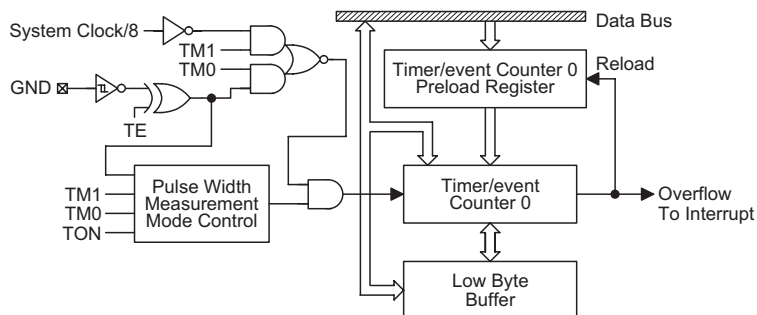 System Clock/8
TM1
TM0
GND
TE
TM1
TM0
TON
Pulse Width
Measurement
Mode Control
Data Bus
Timer/event Counter 0
Preload Register
Reload
Timer/event
Counter 0
Overflow
To Interrupt
Low Byte
Buffer